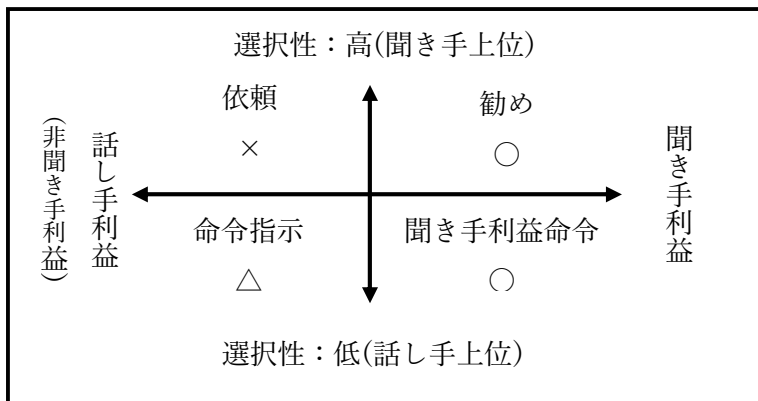 選択性：高(聞き手上位)
依頼
勧め
×
○
話し手利益
(非聞き手利益)
聞き手利益
命令指示
聞き手利益命令
△
○
選択性：低(話し手上位)